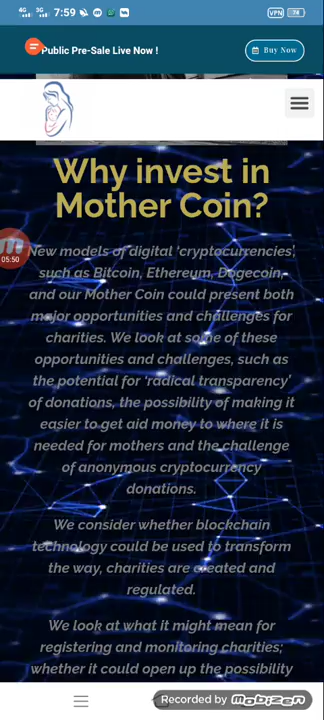 4G 3G 7:59 VPN 74
Public Pre-Sale Live Now !
Buy Now
Why invest in
Mother Coin?
05:50
New models of digital ‘cryptocurrencies’,
such as Bitcoin, Ethereum, Dogecoin,
and our Mother Coin could present both
major opportunities and challenges for
charities. We look at some of these
opportunities and challenges, such as
the potential for ‘radical transparency’
of donations, the possibility of making it
easier to get aid money to where it is
needed for mothers and the challenge
of anonymous cryptocurrency
donations.
We consider whether blockchain
technology could be used to transform
the way, charities are created and
regulated.
We look at what it might mean for
registering and monitoring charities;
whether it could open up the possibility
Recorded by Mobizen